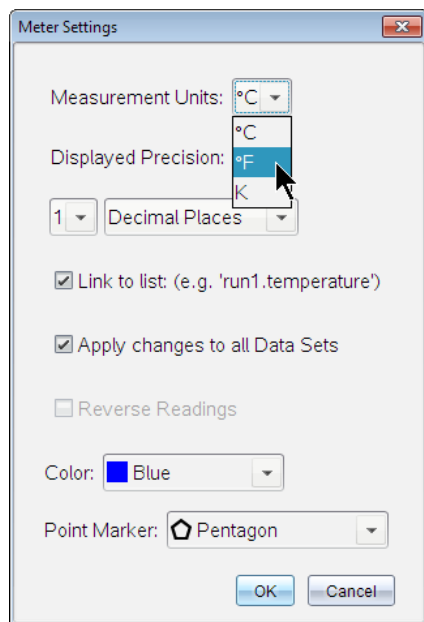 Meter Settings
Measurement Units: °C
°C
Displayed Precision:
°F
K
1 Decimal Places
Link to list: (e.g. 'run1.temperature')
Apply changes to all Data Sets
Reverse Readings
Color: Blue
Point Marker: Pentagon
OK Cancel